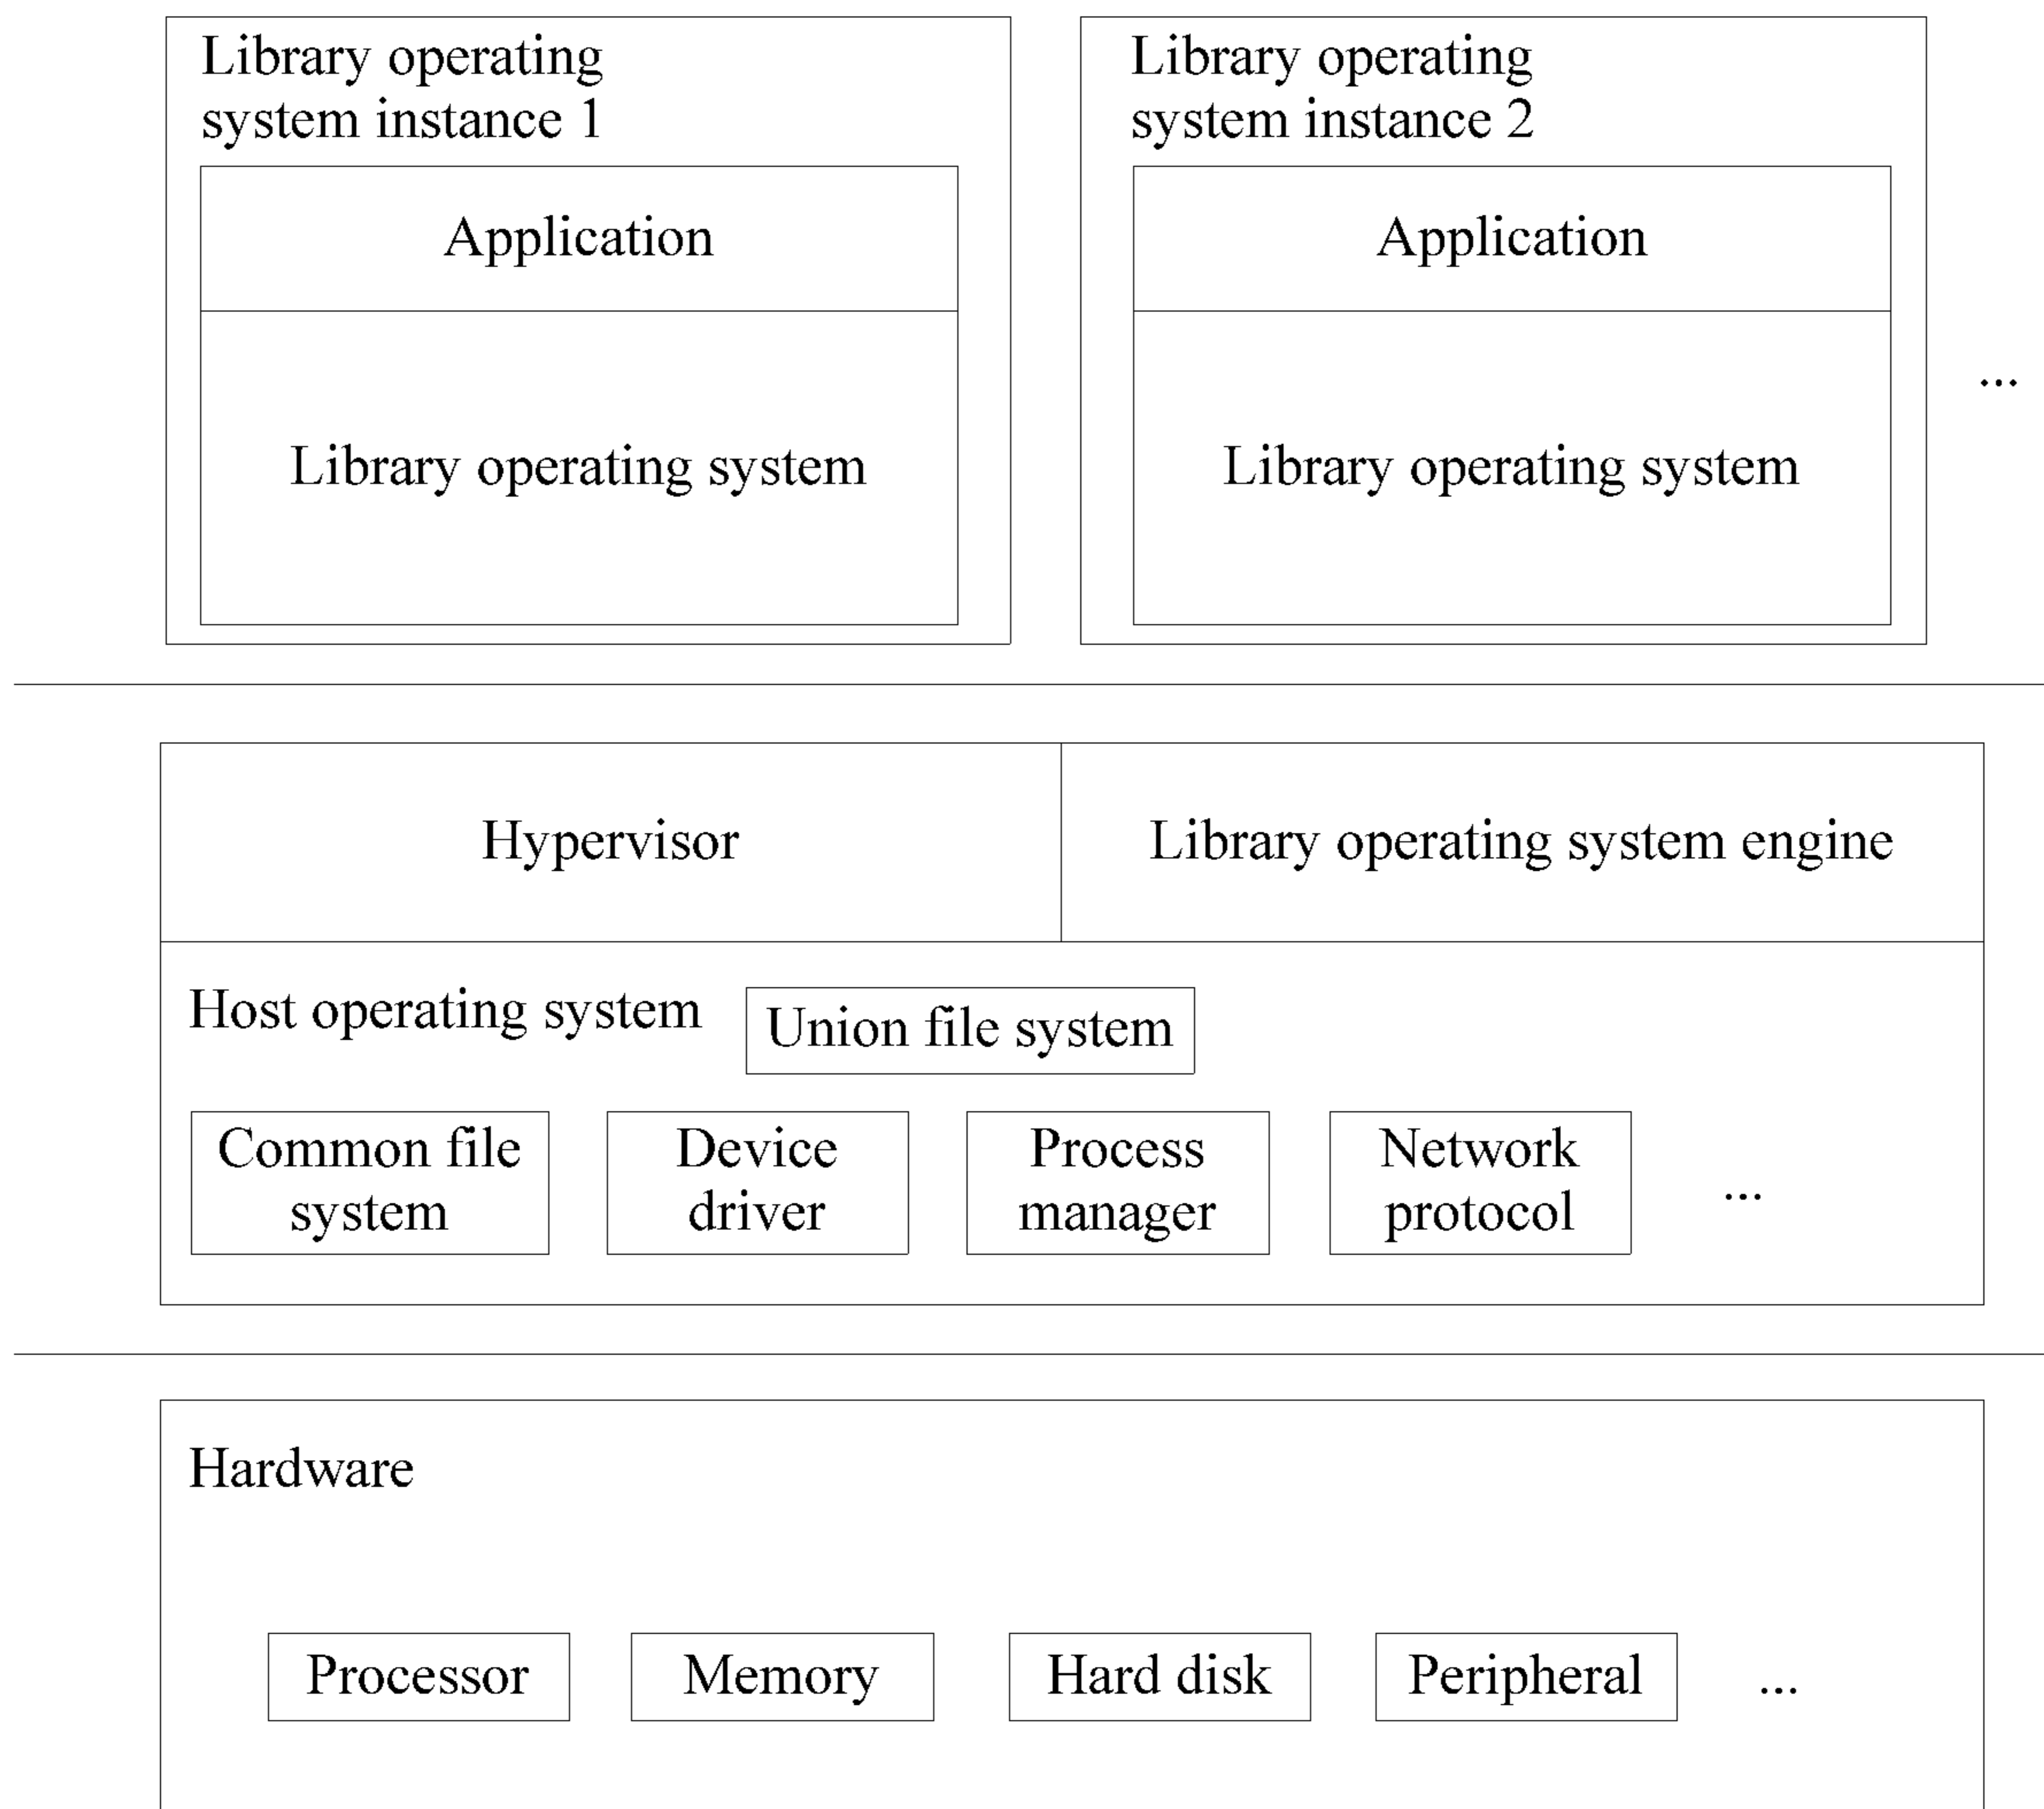 Library operating
system instance 1
Library operating
system instance 2
Application
Application
Library operating system
Library operating system
...
Hypervisor
Library operating system engine
Host operating system
Union file system
Common file
system
Device
driver
Process
manager
Network
protocol
...
Hardware
Processor
Memory
Hard disk
Peripheral
...